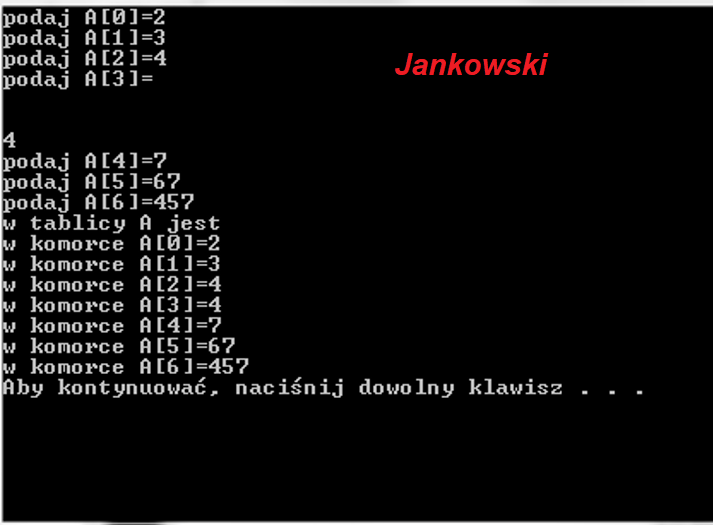 podaj A[0]=2
podaj A[1]=3
Jankowski
podaj A[2]=4
podaj A[3]=
4
podaj A[4]=7
podaj A[5]=67
podaj A[6]=457
w tablicy A jest
w komorce A[0]=2
w komorce A[1]=3
w komorce A[2]=4
w komorce A[3]=4
w komorce A[4]=7
w komorce A[5]=67
w komorce A[6]=457
Aby kontynuować, naciśnij dowolny klawisz . . .